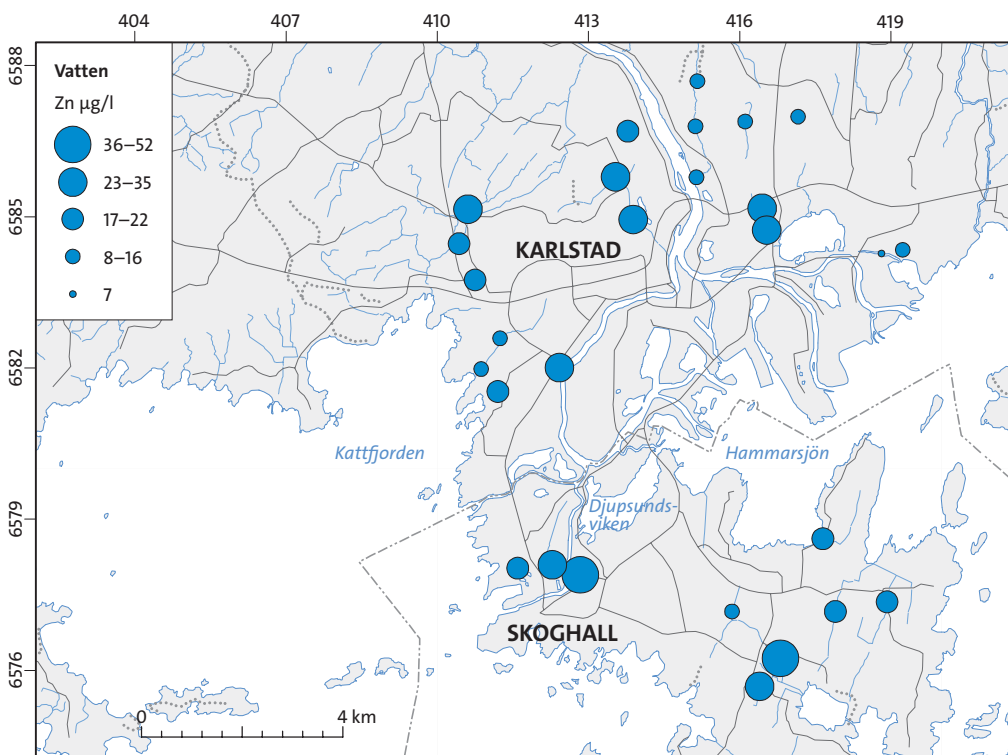 404 407 410 413 416 419
6588
6585
6582
6579
6576
Vatten
Zn µg/l
36–52
23–35
17–22
8–16
7
KARLSTAD
Kattfjorden
Hammarsjön
Djupsunds-
viken
SKOGHALL
0 4 km